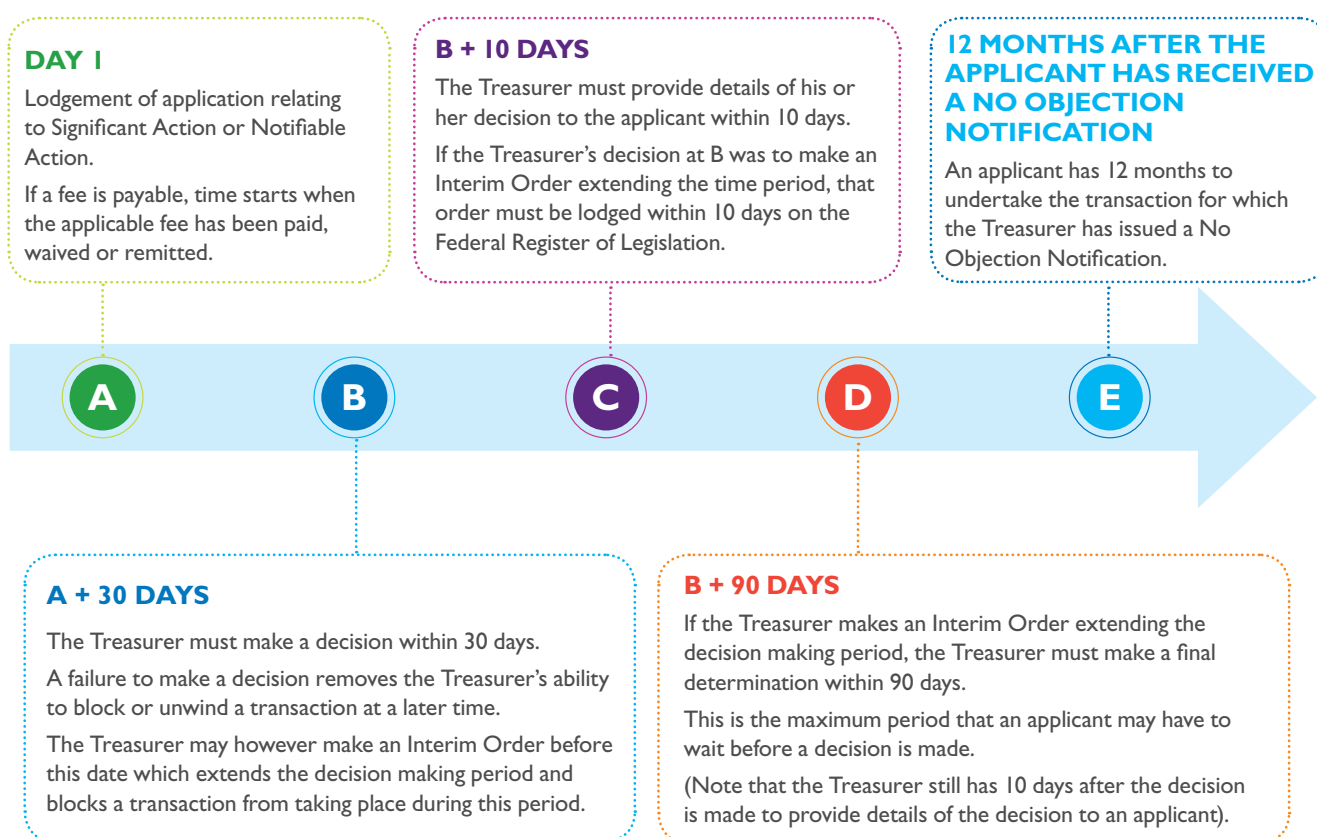 DAY 1
Lodgement of application relating
to Significant Action or Notifiable
Action.
If a fee is payable, time starts when
the applicable fee has been paid,
waived or remitted.
B + 10 DAYS
The Treasurer must provide details of his or
her decision to the applicant within 10 days.
If the Treasurer’s decision at B was to make an
Interim Order extending the time period, that
order must be lodged within 10 days on the
Federal Register of Legislation.
12 MONTHS AFTER THE
APPLICANT HAS RECEIVED
A NO OBJECTION
NOTIFICATION
An applicant has 12 months to
undertake the transaction for which
the Treasurer has issued a No
Objection Notification.
A
B
C
D
E
A + 30 DAYS
The Treasurer must make a decision within 30 days.
A failure to make a decision removes the Treasurer’s ability
to block or unwind a transaction at a later time.
The Treasurer may however make an Interim Order before
this date which extends the decision making period and
blocks a transaction from taking place during this period.
B + 90 DAYS
If the Treasurer makes an Interim Order extending the
decision making period, the Treasurer must make a final
determination within 90 days.
This is the maximum period that an applicant may have to
wait before a decision is made.
(Note that the Treasurer still has 10 days after the decision
is made to provide details of the decision to an applicant).